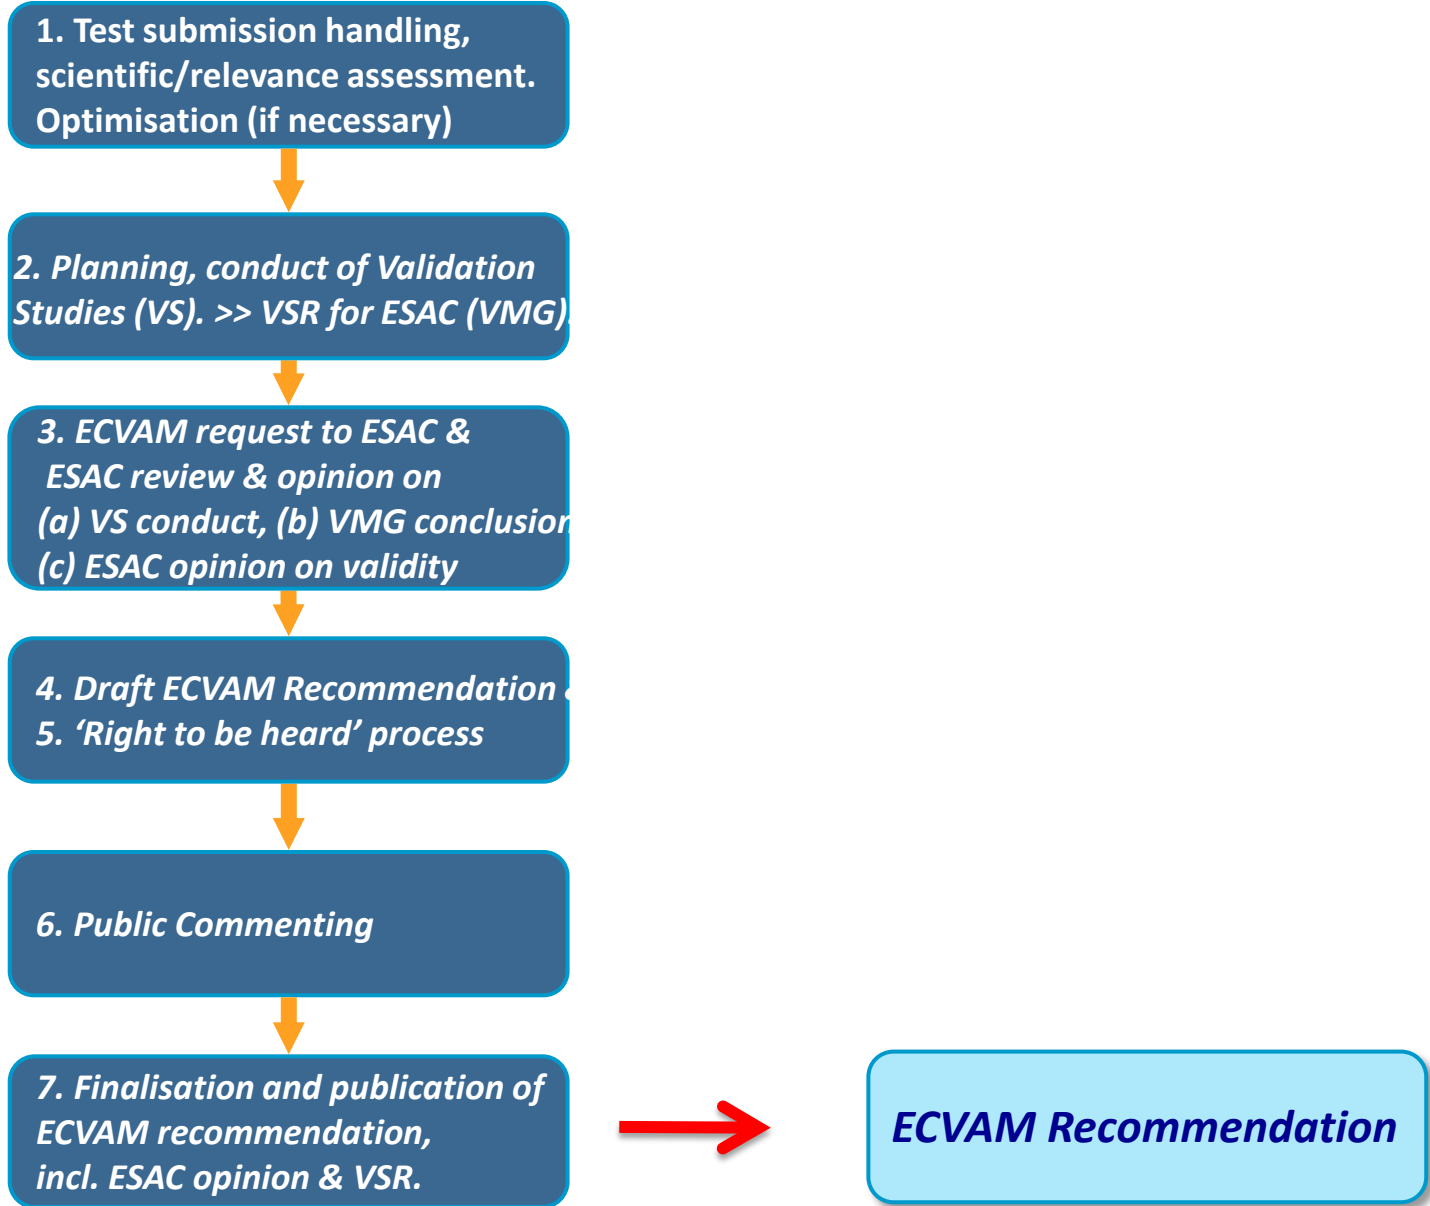 1. Test submission handling,
scientific/relevance assessment.
Optimisation (if necessary)
2. Planning, conduct of Validation
Studies (VS). >> VSR for ESAC (VMG).
3. ECVAM request to ESAC &
ESAC review & opinion on
(a) VS conduct, (b) VMG conclusion
(c) ESAC opinion on validity
4. Draft ECVAM Recommendation &
5. ‘Right to be heard’ process
6. Public Commenting
7. Finalisation and publication of
ECVAM recommendation,
incl. ESAC opinion & VSR.
ECVAM Recommendation